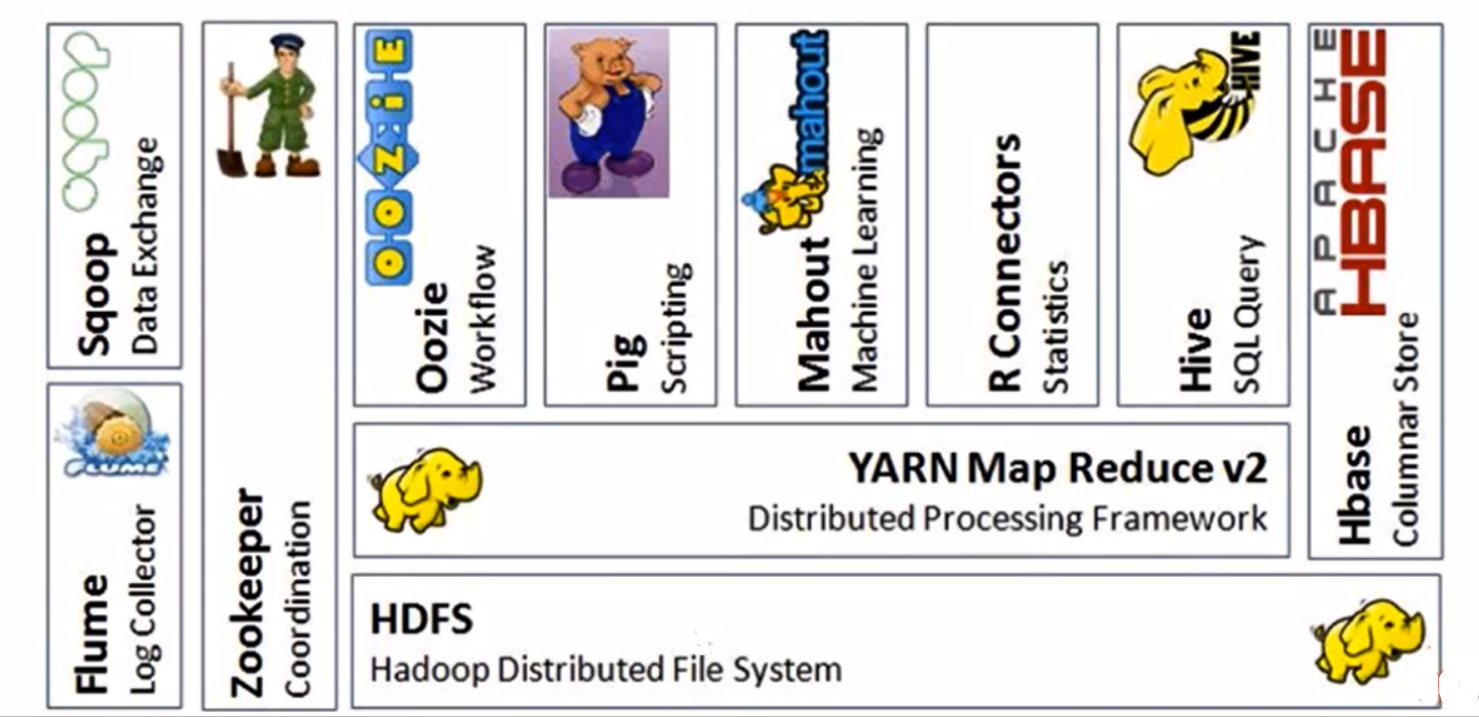 sqoop
Sqoop
Data Exchange
FLUME
Flume
Log Collector
Zookeeper
Coordination
OOZIE
Oozie
Workflow
Pig
Scripting
mahout
Mahout
Machine Learning
R Connectors
Statistics
HIVE
Hive
SQL Query
APACHE
HBASE
Hbase
Columnar Store
YARN Map Reduce v2
Distributed Processing Framework
HDFS
Hadoop Distributed File System